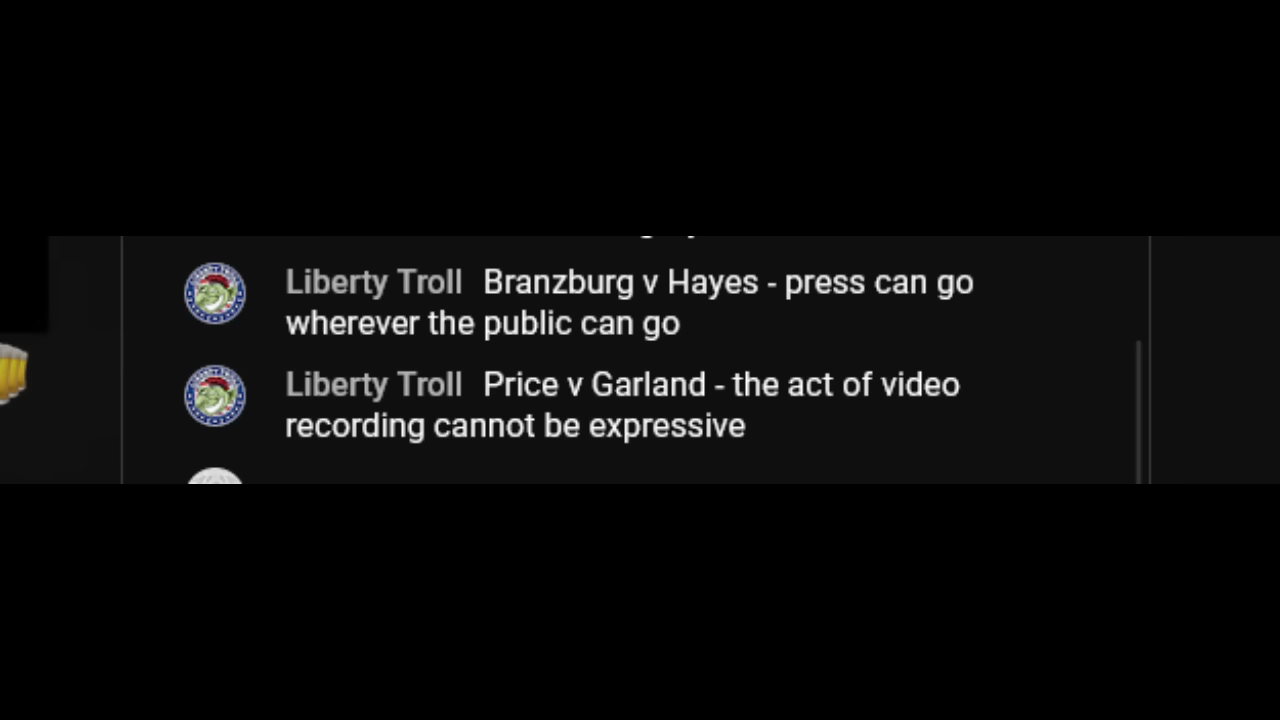 Liberty Troll Branzburg v Hayes - press can go
wherever the public can go
Liberty Troll Price v Garland - the act of video
recording cannot be expressive